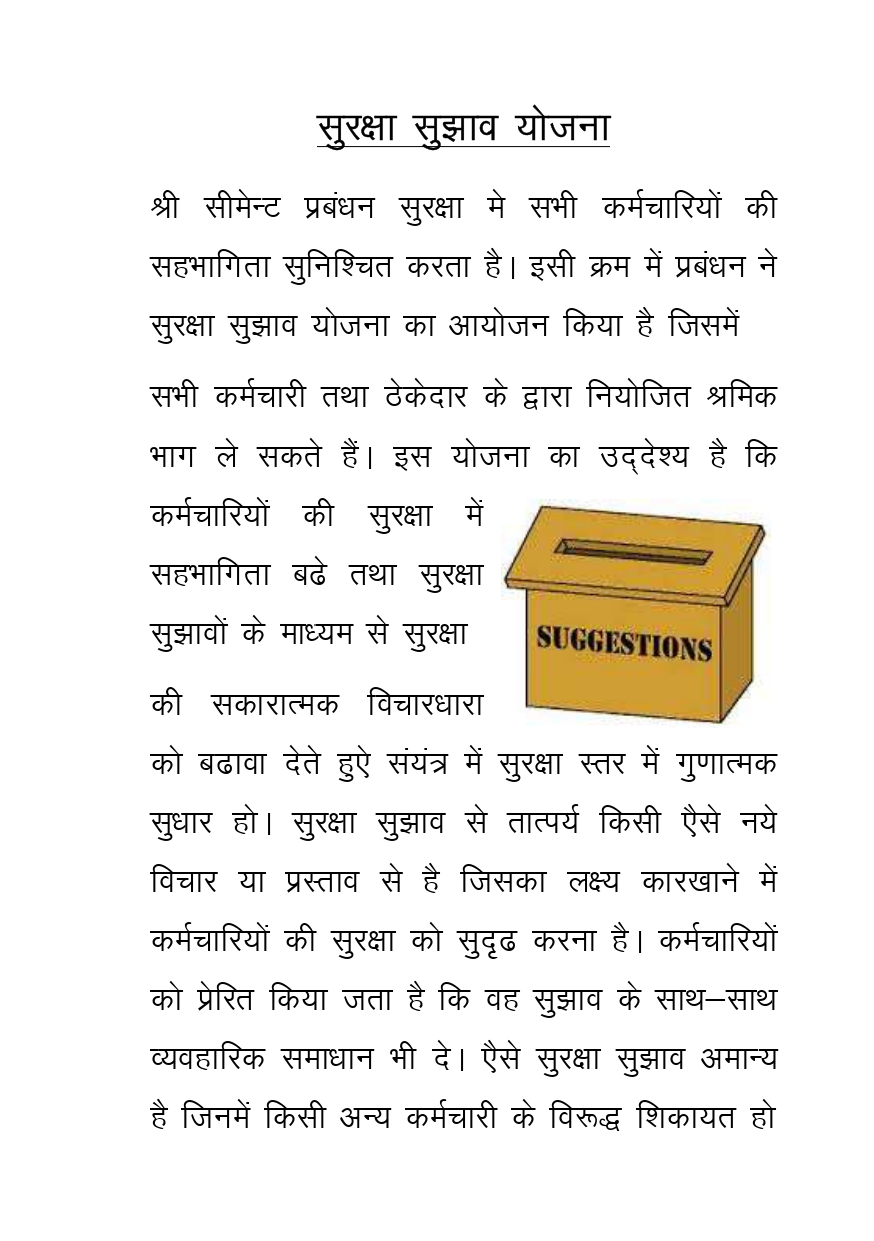 सुरक्षा सुझाव योजना
श्री सीमेन्ट प्रबंधन सुरक्षा मे सभी कर्मचारियों की
सहभागिता सुनिश्चित करता है। इसी क्रम में प्रबंधन ने
सुरक्षा सुझाव योजना का आयोजन किया है जिसमें
सभी कर्मचारी तथा ठेकेदार के द्वारा नियोजित श्रमिक
भाग ले सकते हैं। इस योजना का उद्देश्य है कि
कर्मचारियों की सुरक्षा में
सहभागिता बढे तथा सुरक्षा
सुझावों के माध्यम से सुरक्षा
SUGGESTIONS
की सकारात्मक विचारधारा
को बढावा देते हुऐ संयंत्र में सुरक्षा स्तर में गुणात्मक
सुधार हो। सुरक्षा सुझाव से तात्पर्य किसी एैसे नये
विचार या प्रस्ताव से है जिसका लक्ष्य कारखाने में
कर्मचारियों की सुरक्षा को सुदृढ करना है। कर्मचारियों
को प्रेरित किया जता है कि वह सुझाव के साथ–साथ
व्यवहारिक समाधान भी दे। एैसे सुरक्षा सुझाव अमान्य
है जिनमें किसी अन्य कर्मचारी के विरूद्ध शिकायत हो